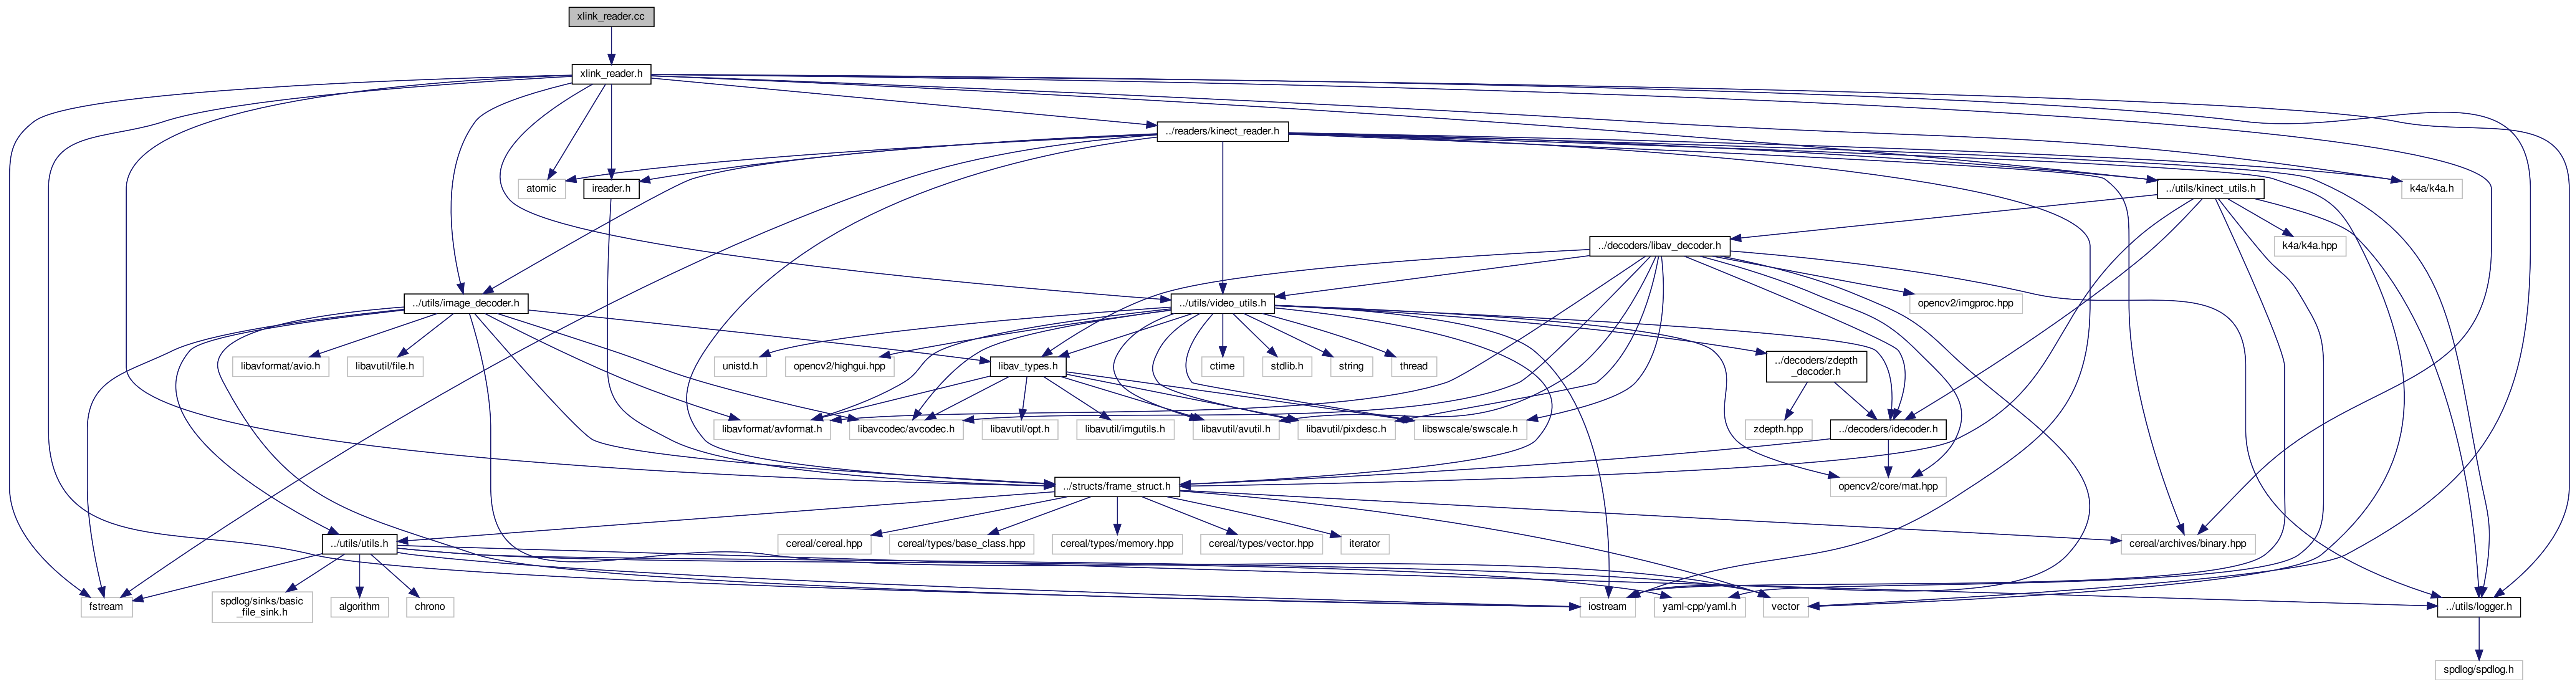 xlink_reader.cc
xlink_reader.h
../readers/kinect_reader.h
atomic
ireader.h
../utils/kinect_utils.h
k4a/k4a.h
../decoders/libav_decoder.h
k4a/k4a.hpp
../utils/image_decoder.h
../utils/video_utils.h
opencv2/imgproc.hpp
libavformat/avio.h
libavutil/file.h
unistd.h
opencv2/highgui.hpp
libav_types.h
ctime
stdlib.h
string
thread
../decoders/zdepth
_decoder.h
libavformat/avformat.h
libavcodec/avcodec.h
libavutil/opt.h
libavutil/imgutils.h
libavutil/avutil.h
libavutil/pixdesc.h
libswscale/swscale.h
zdepth.hpp
../decoders/idecoder.h
../structs/frame_struct.h
opencv2/core/mat.hpp
../utils/utils.h
cereal/cereal.hpp
cereal/types/base_class.hpp
cereal/types/memory.hpp
cereal/types/vector.hpp
iterator
cereal/archives/binary.hpp
fstream
spdlog/sinks/basic
_file_sink.h
algorithm
chrono
iostream
yaml-cpp/yaml.h
vector
../utils/logger.h
spdlog/spdlog.h